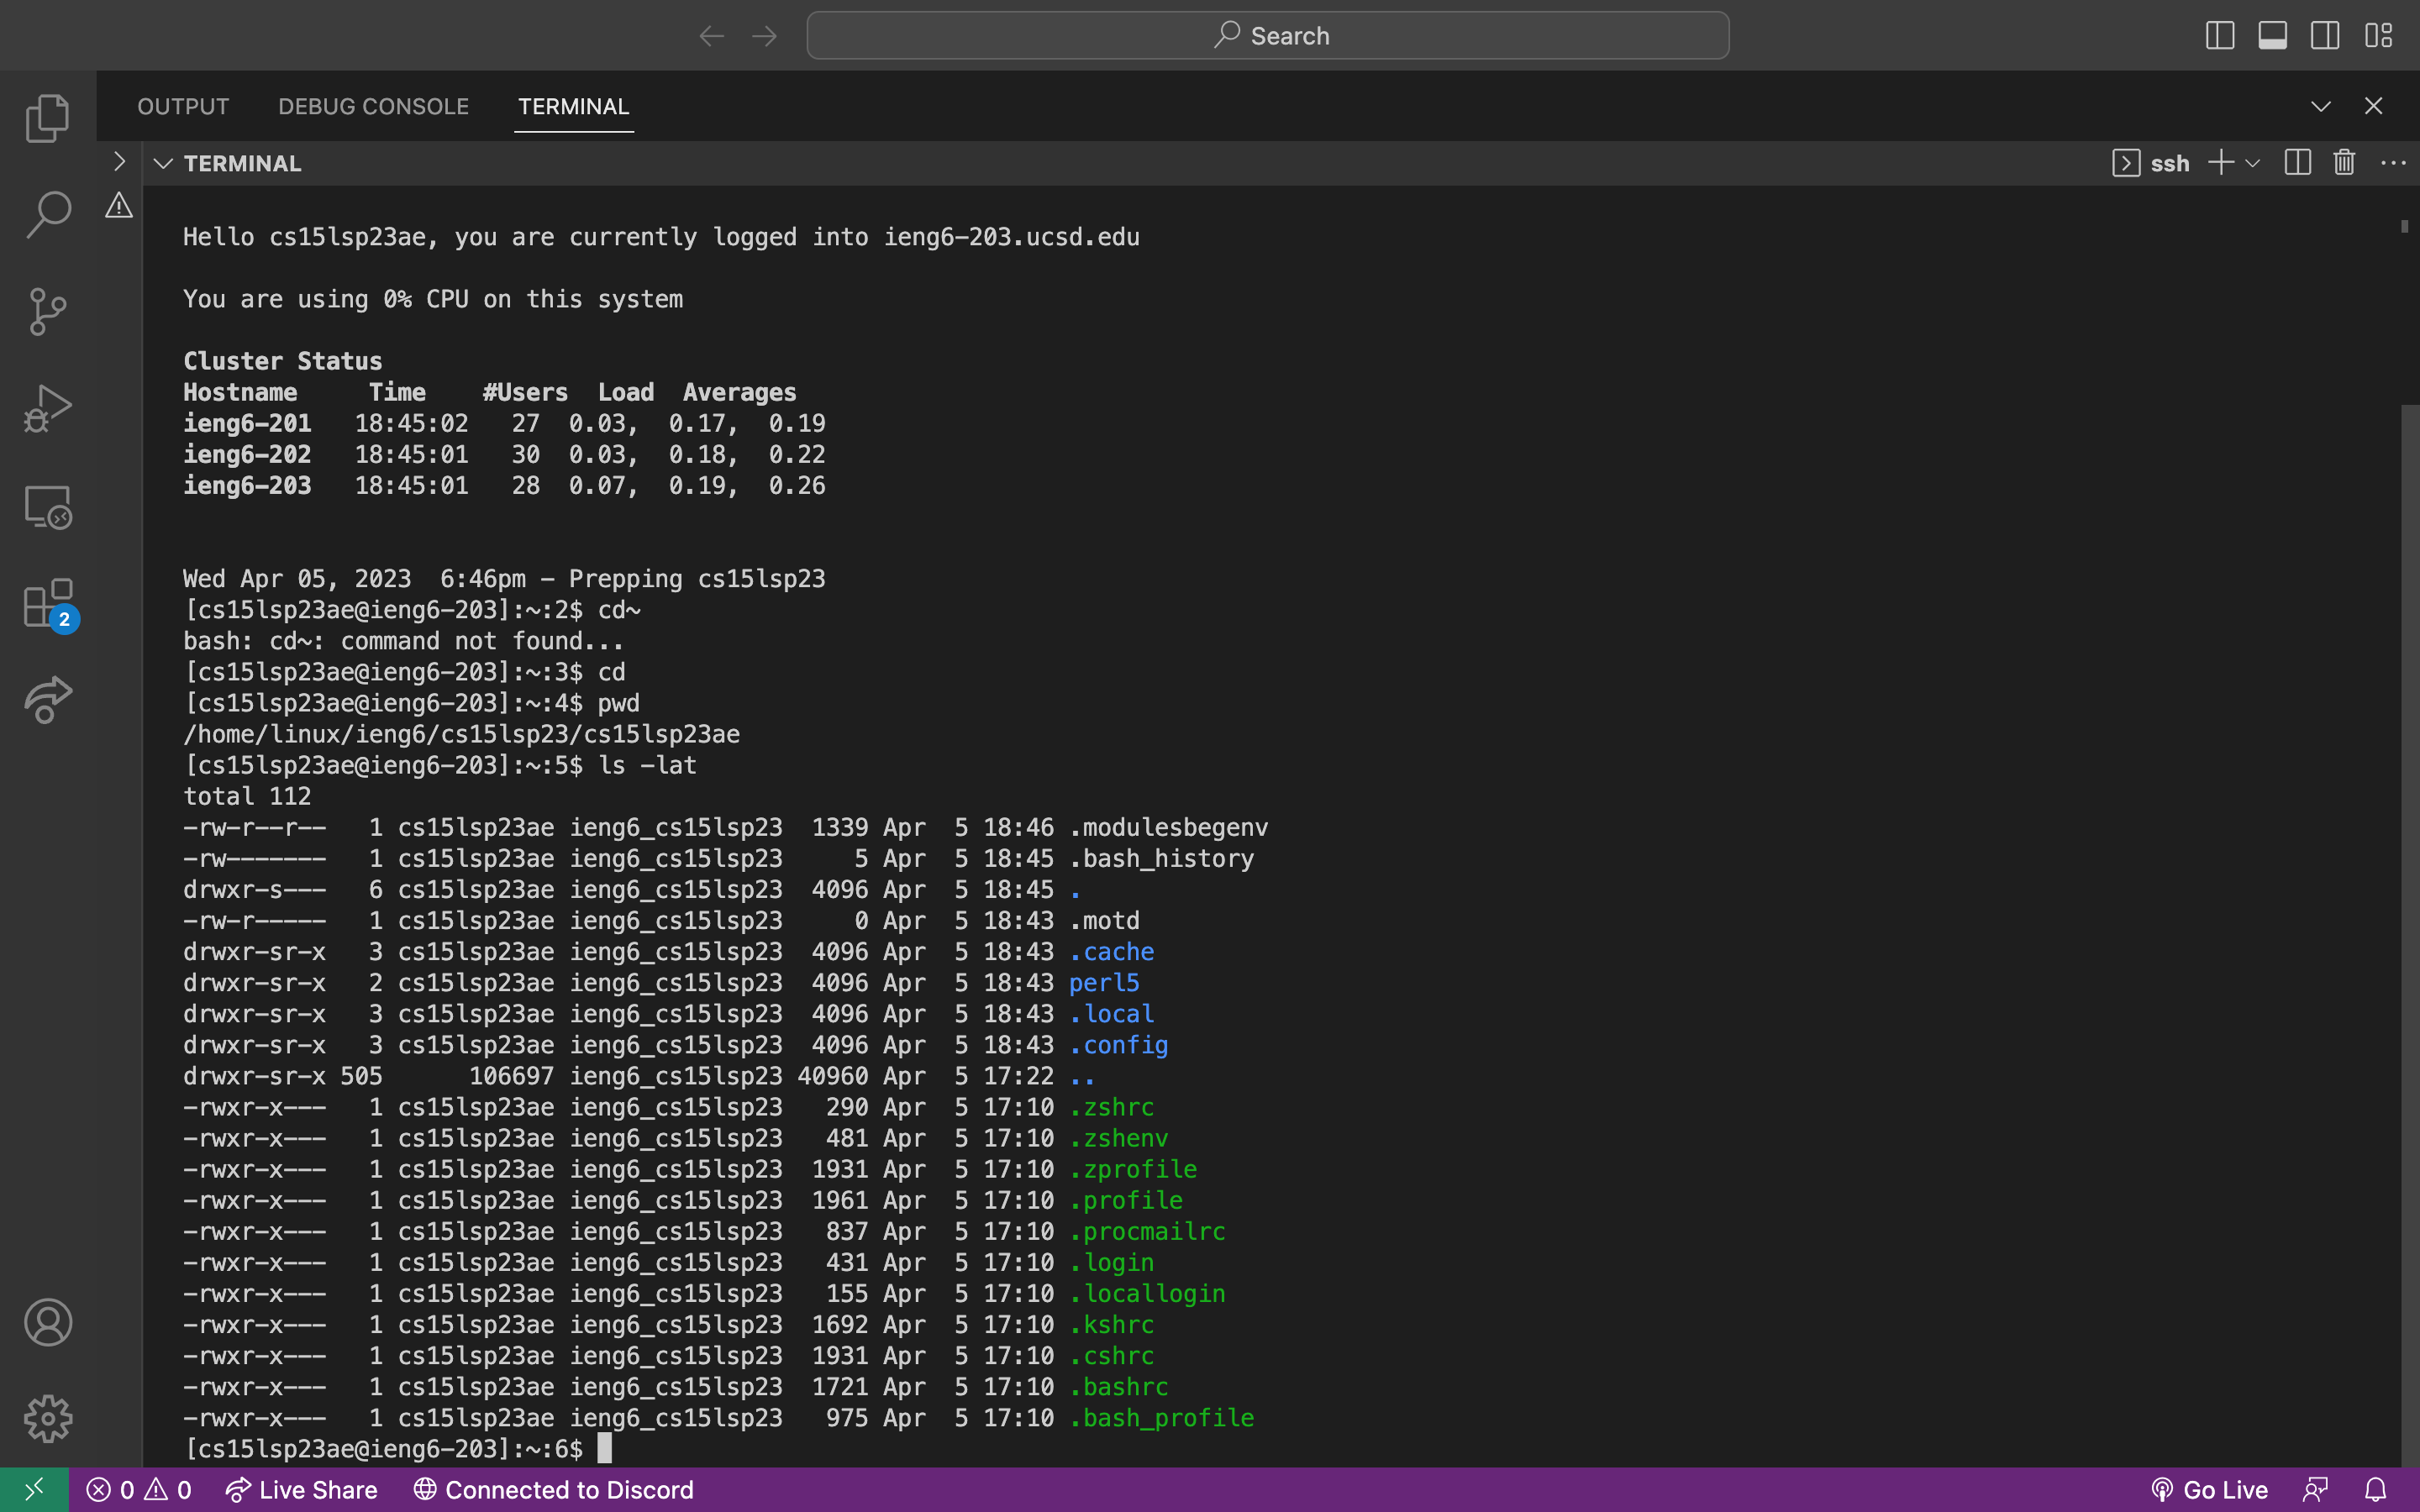 Search
OUTPUT DEBUG CONSOLE TERMINAL
TERMINAL
ssh
Hello cs15lsp23ae, you are currently logged into ieng6-203.ucsd.edu
You are using 0% CPU on this system
Cluster Status
Hostname     Time    #Users  Load  Averages
ieng6-201   18:45:02   27  0.03,  0.17,  0.19
ieng6-202   18:45:01   30  0.03,  0.18,  0.22
ieng6-203   18:45:01   28  0.07,  0.19,  0.26
Wed Apr 05, 2023  6:46pm - Prepping cs15lsp23
[cs15lsp23ae@ieng6-203]:~:2$ cd~
bash: cd~: command not found...
[cs15lsp23ae@ieng6-203]:~:3$ cd
[cs15lsp23ae@ieng6-203]:~:4$ pwd
/home/linux/ieng6/cs15lsp23/cs15lsp23ae
[cs15lsp23ae@ieng6-203]:~:5$ ls -lat
total 112
-rw-r--r--   1 cs15lsp23ae ieng6_cs15lsp23  1339 Apr  5 18:46 .modulesbegenv
-rw-------   1 cs15lsp23ae ieng6_cs15lsp23     5 Apr  5 18:45 .bash_history
drwxr-s---   6 cs15lsp23ae ieng6_cs15lsp23  4096 Apr  5 18:45 .
-rw-r-----   1 cs15lsp23ae ieng6_cs15lsp23     0 Apr  5 18:43 .motd
drwxr-sr-x   3 cs15lsp23ae ieng6_cs15lsp23  4096 Apr  5 18:43 .cache
drwxr-sr-x   2 cs15lsp23ae ieng6_cs15lsp23  4096 Apr  5 18:43 perl5
drwxr-sr-x   3 cs15lsp23ae ieng6_cs15lsp23  4096 Apr  5 18:43 .local
drwxr-sr-x   3 cs15lsp23ae ieng6_cs15lsp23  4096 Apr  5 18:43 .config
drwxr-sr-x 505      106697 ieng6_cs15lsp23 40960 Apr  5 17:22 ..
-rwxr-x---   1 cs15lsp23ae ieng6_cs15lsp23   290 Apr  5 17:10 .zshrc
-rwxr-x---   1 cs15lsp23ae ieng6_cs15lsp23   481 Apr  5 17:10 .zshenv
-rwxr-x---   1 cs15lsp23ae ieng6_cs15lsp23  1931 Apr  5 17:10 .zprofile
-rwxr-x---   1 cs15lsp23ae ieng6_cs15lsp23  1961 Apr  5 17:10 .profile
-rwxr-x---   1 cs15lsp23ae ieng6_cs15lsp23   837 Apr  5 17:10 .procmailrc
-rwxr-x---   1 cs15lsp23ae ieng6_cs15lsp23   431 Apr  5 17:10 .login
-rwxr-x---   1 cs15lsp23ae ieng6_cs15lsp23   155 Apr  5 17:10 .locallogin
-rwxr-x---   1 cs15lsp23ae ieng6_cs15lsp23  1692 Apr  5 17:10 .kshrc
-rwxr-x---   1 cs15lsp23ae ieng6_cs15lsp23  1931 Apr  5 17:10 .cshrc
-rwxr-x---   1 cs15lsp23ae ieng6_cs15lsp23  1721 Apr  5 17:10 .bashrc
-rwxr-x---   1 cs15lsp23ae ieng6_cs15lsp23   975 Apr  5 17:10 .bash_profile
[cs15lsp23ae@ieng6-203]:~:6$
2
0 0 Live Share Connected to Discord Go Live